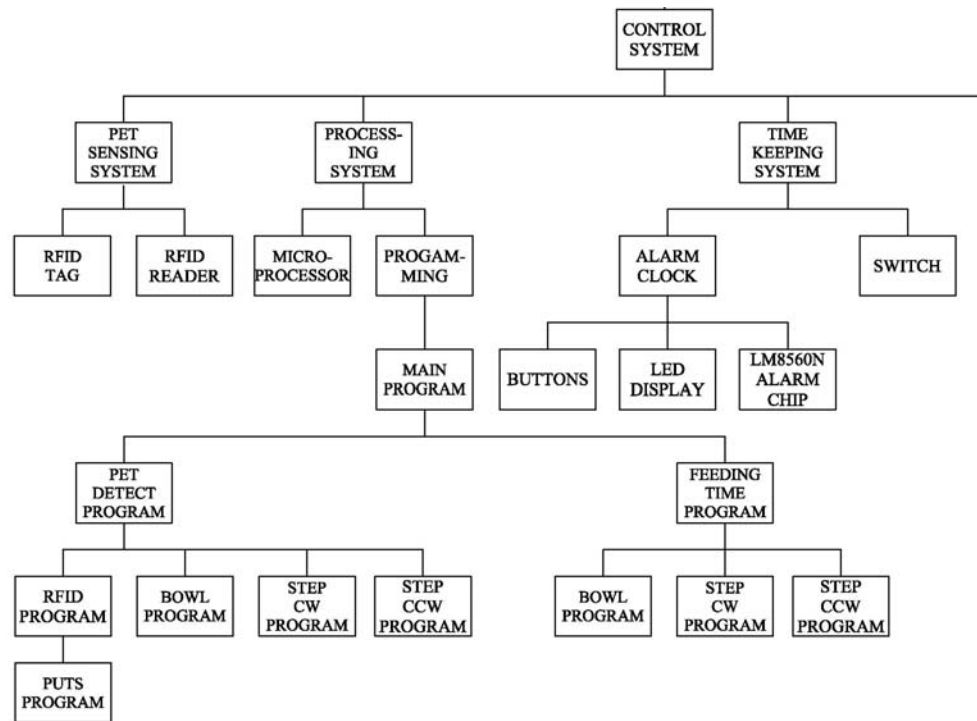 CONTROL
SYSTEM
PET
SENSING
SYSTEM
PROCESS-
ING
SYSTEM
TIME
KEEPING
SYSTEM
RFID
TAG
RFID
READER
MICRO-
PROCESSOR
PROGAM-
MING
ALARM
CLOCK
SWITCH
MAIN
PROGRAM
BUTTONS
LED
DISPLAY
LM8560N
ALARM
CHIP
PET
DETECT
PROGRAM
FEEDING
TIME
PROGRAM
RFID
PROGRAM
BOWL
PROGRAM
STEP
CW
PROGRAM
STEP
CCW
PROGRAM
BOWL
PROGRAM
STEP
CW
PROGRAM
STEP
CCW
PROGRAM
PUTS
PROGRAM